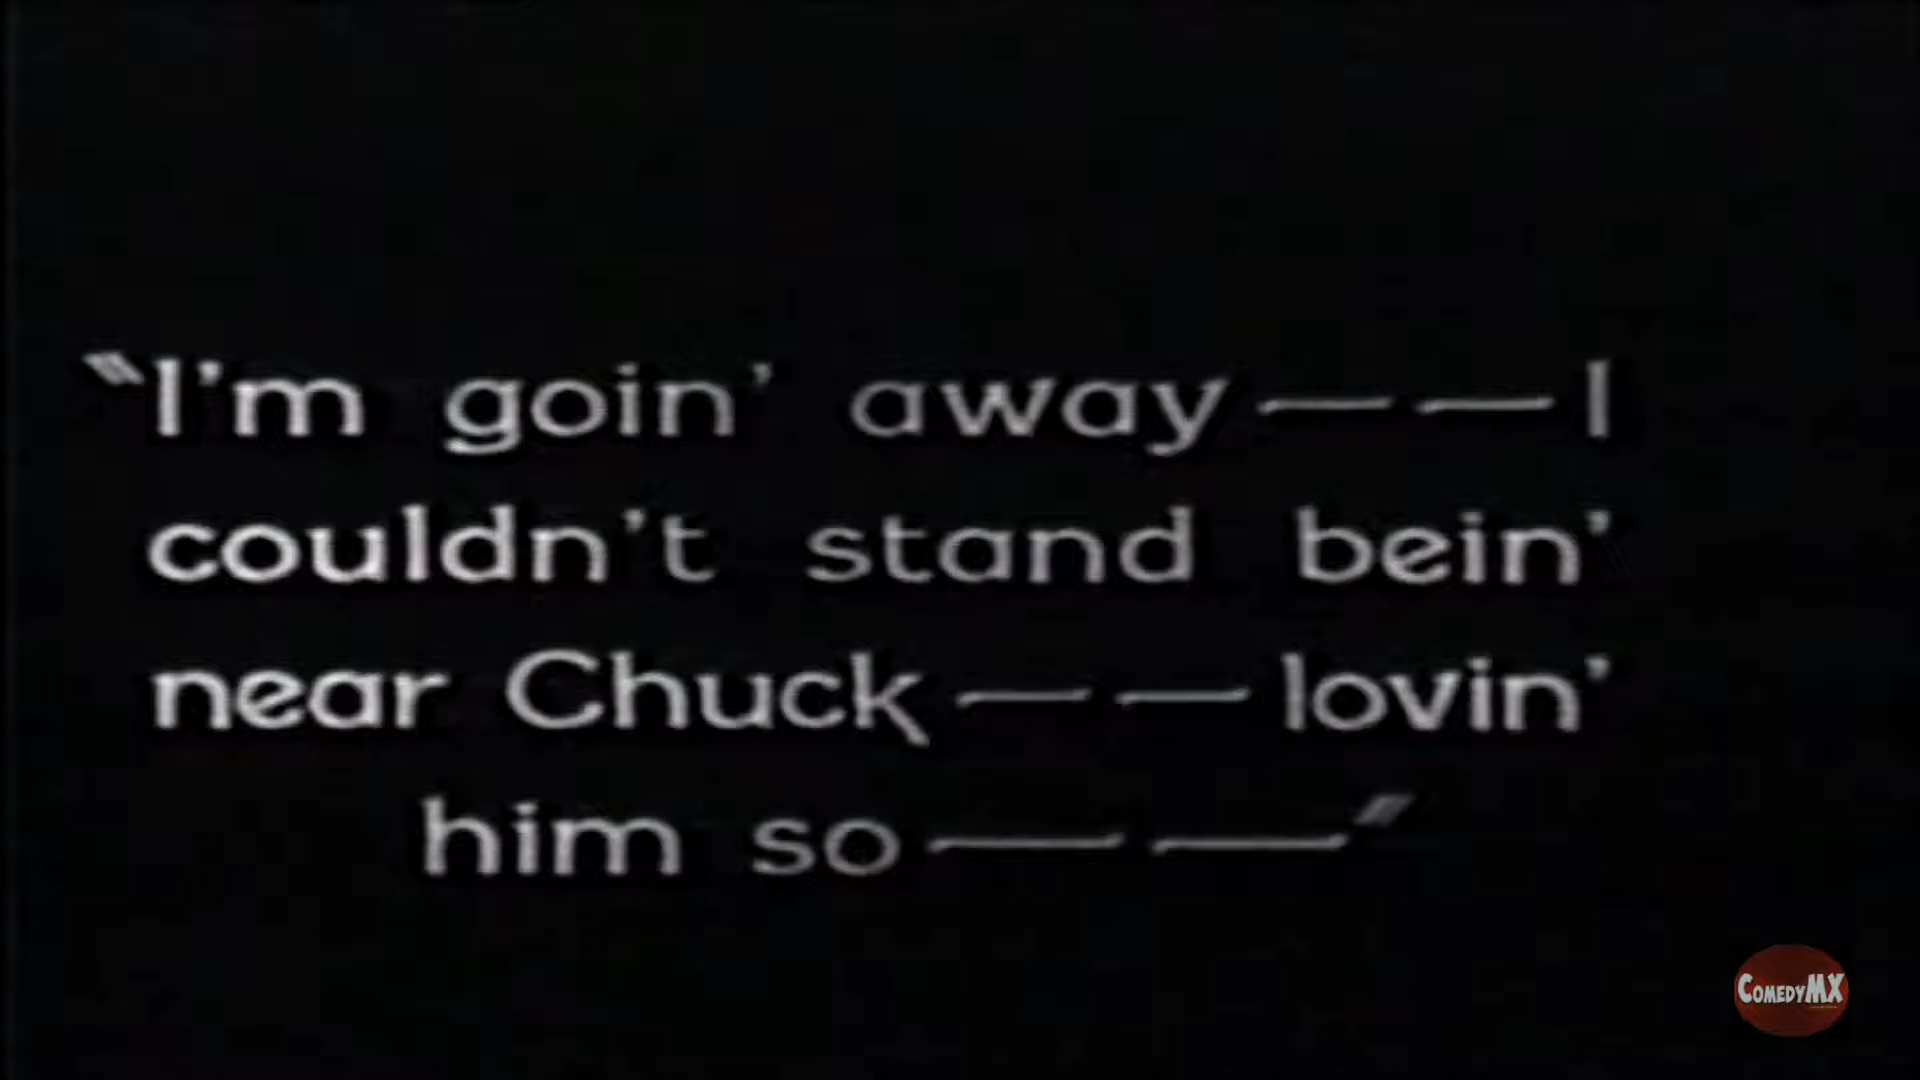 "I'm goin' away — — I
couldn't stand bein'
near Chuck — — lovin'
him so — — "
COMEDYMX